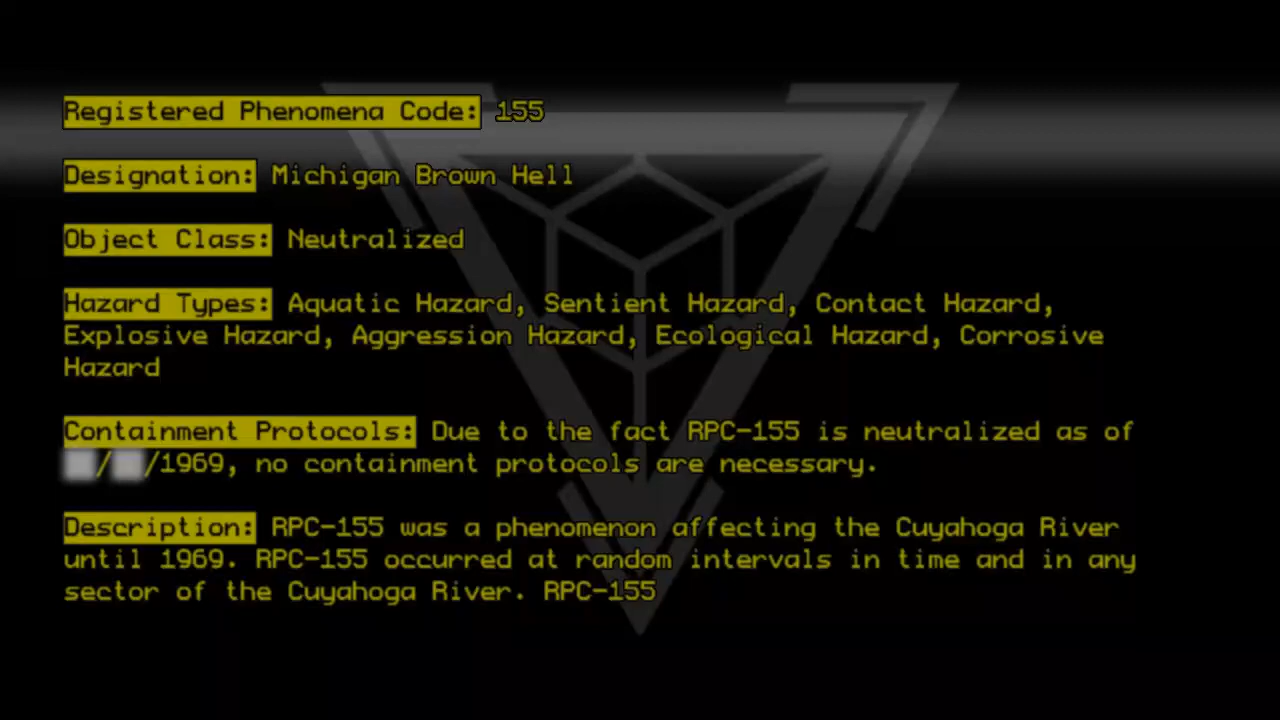 Registered Phenomena Code: 155
Designation: Michigan Brown Hell
Object Class: Neutralized
Hazard Types: Aquatic Hazard, Sentient Hazard, Contact Hazard,
Explosive Hazard, Aggression Hazard, Ecological Hazard, Corrosive
Hazard
Containment Protocols: Due to the fact RPC-155 is neutralized as of
██/██/1969, no containment protocols are necessary.
Description: RPC-155 was a phenomenon affecting the Cuyahoga River
until 1969. RPC-155 occurred at random intervals in time and in any
sector of the Cuyahoga River. RPC-155